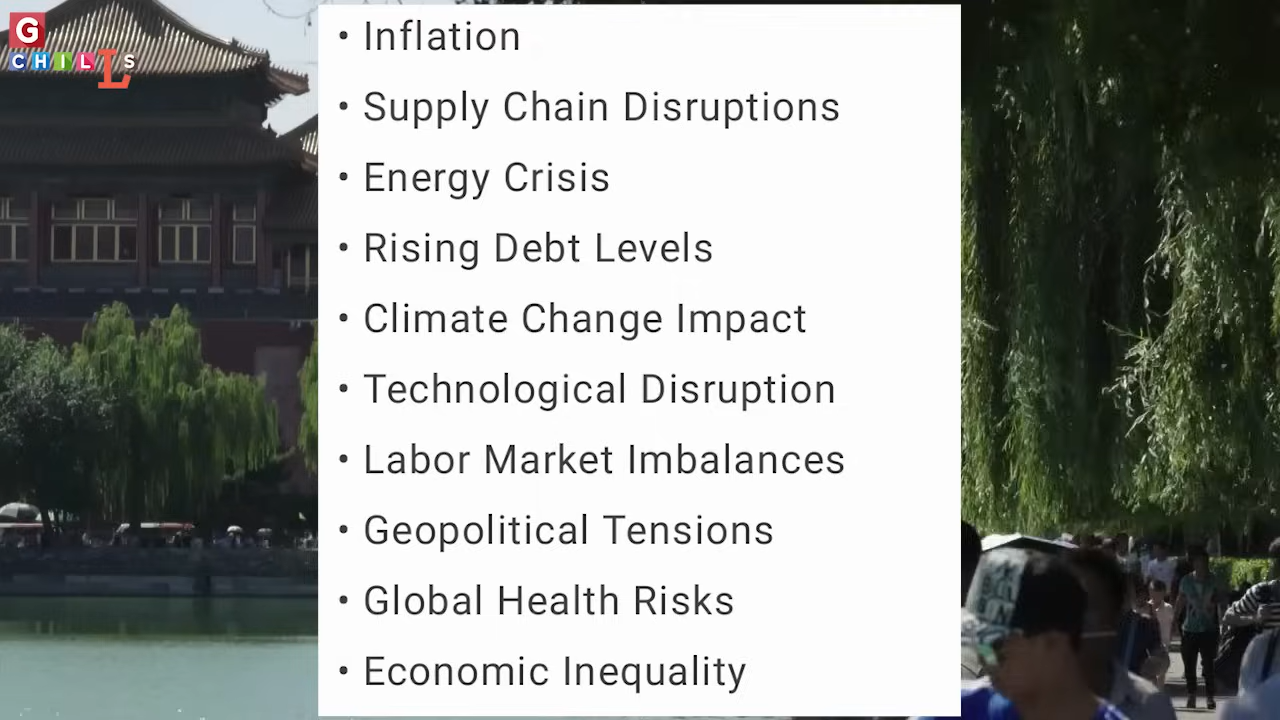 G
CHILLS
• Inflation
• Supply Chain Disruptions
• Energy Crisis
• Rising Debt Levels
• Climate Change Impact
• Technological Disruption
• Labor Market Imbalances
• Geopolitical Tensions
• Global Health Risks
• Economic Inequality